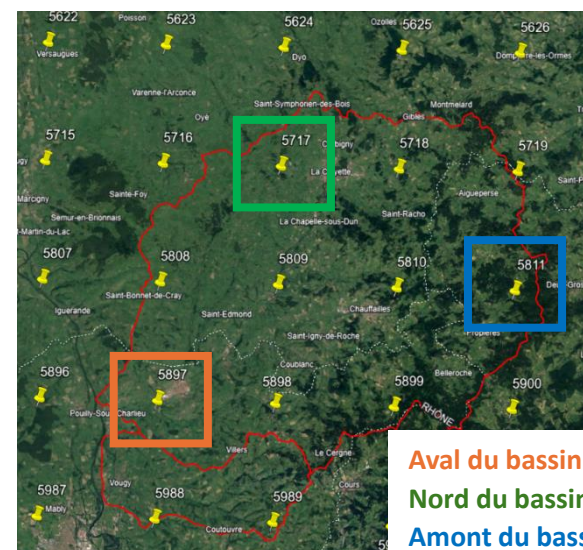 5622 Poisson 5623 5624 Ozolles 5625 5626
Versaugues Dyo Dompierre-les-Ormes
Varenne-l'Arconce Saint-Symphorien-des-Bois Montmelard
Oyé Gibles
5715 5716 5717 5718 5719
La Clayette
Marcigny Sainte-Foy Aigueperse
Semur-en-Brionnais La Chapelle-sous-Dun Saint-Racho
5807 5808 5809 5810 5811
Iguerande Saint-Bonnet-de-Cray Chauffailles
Saint-Edmond
Saint-Igny-de-Roche Propières
Coublanc Belleroche
5896 5897 5898 5899 5900
Pouilly-Sous-Charlieu RHÔNE
Villers Le Cergne
Vougy Cours
5987 5988 5989
Mably Coutouvre
Aval du bassin
Nord du bassin
Amont du bass